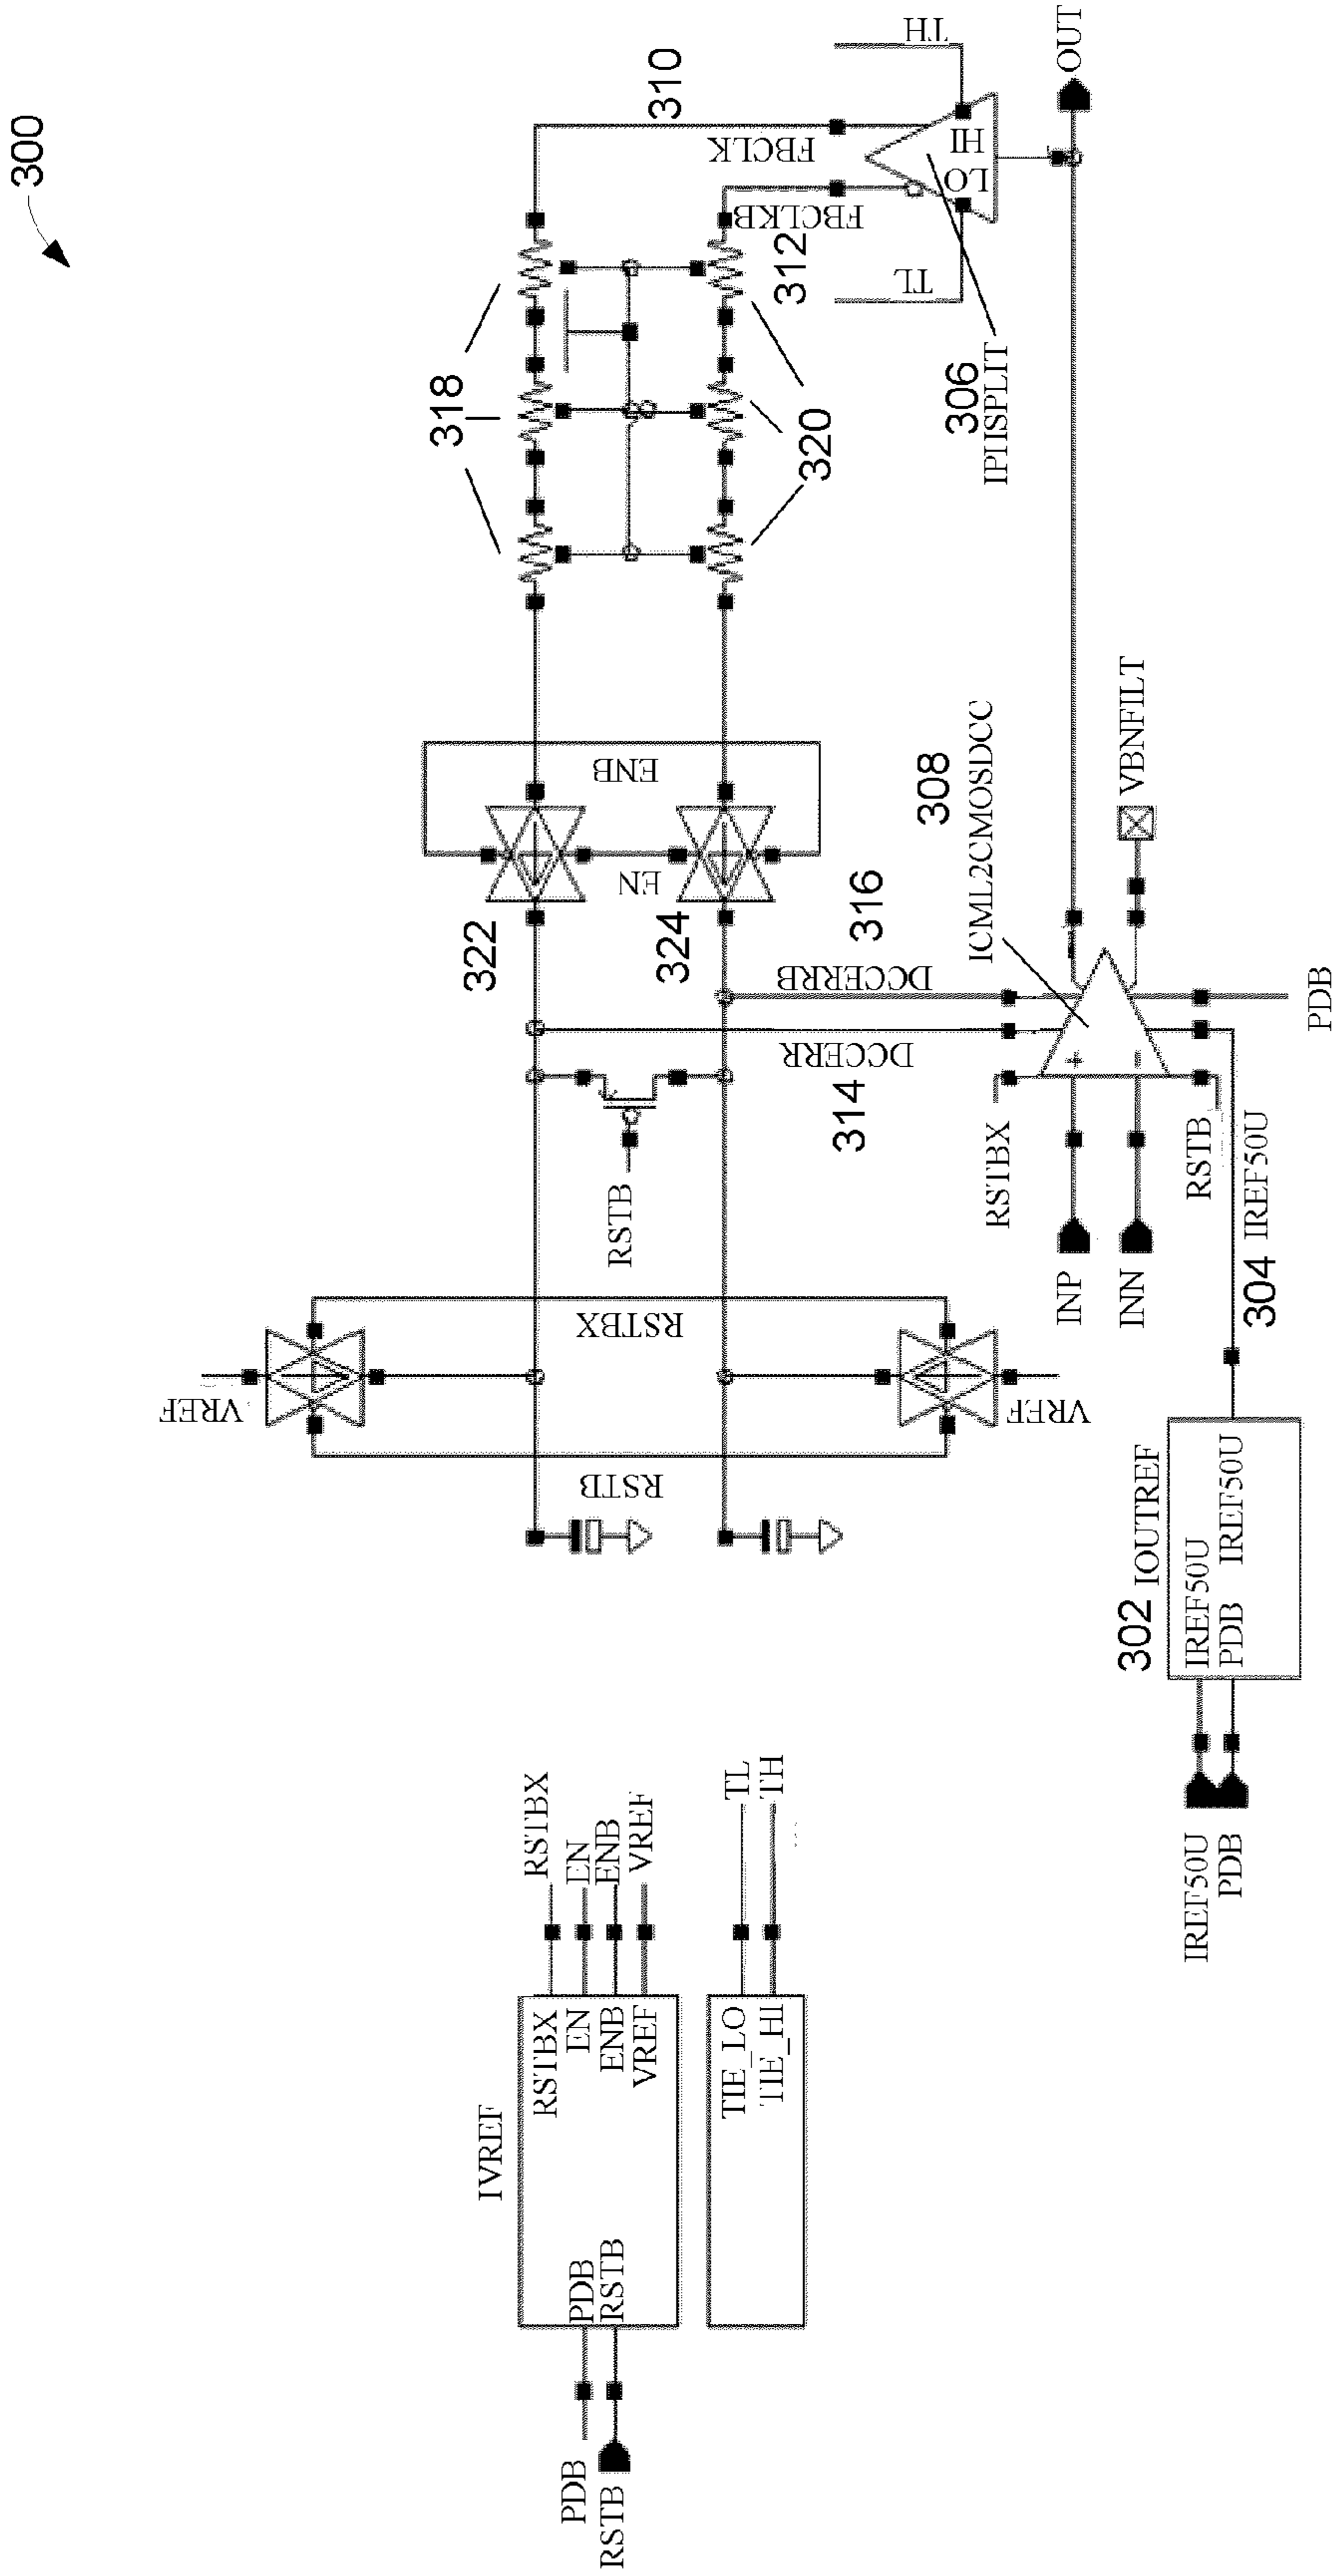 300
310
TH
FBCLK
HI
LO
FBCLKB
312
TL
OUT
318
320
306
IPHSPLIT
ENB
EN
322
324
308
ICML2CMOSDCC
VBNFILT
316
DCCERRB
DCCERR
314
RSTB
RSTBX
+
-
PDB
INP
INN
RSTB
IREF50U
304
VREF
RSTBX
RSTB
VREF
302
IOUTREF
IREF50U
PDB
IREF50U
IREF50U
PDB
IVREF
RSTBX
EN
ENB
VREF
RSTBX
EN
ENB
VREF
PDB
RSTB
PDB
RSTB
TIE_LO
TIE_HI
TL
TH